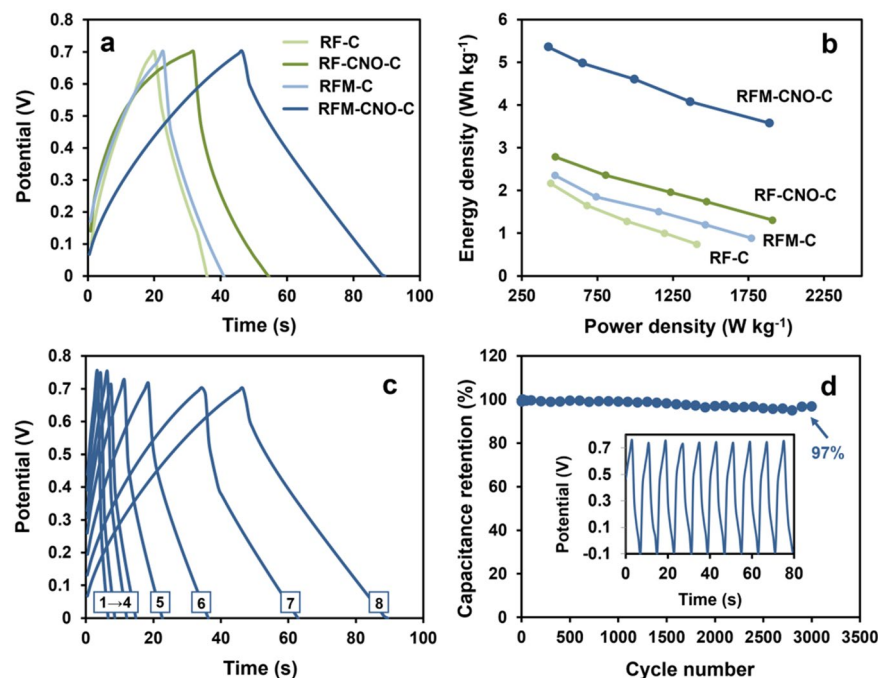 a
RF-C
RF-CNO-C
RFM-C
RFM-CNO-C
0.8
0.7
0.6
0.5
0.4
0.3
0.2
0.1
0
Potential (V)
0 20 40 60 80 100
Time (s)
b
6
5
4
3
2
1
0
Energy density (Wh kg⁻¹)
RFM-CNO-C
RF-CNO-C
RFM-C
RF-C
250 750 1250 1750 2250
Power density (W kg⁻¹)
c
0.8
0.7
0.6
0.5
0.4
0.3
0.2
0.1
0
Potential (V)
1→4 5 6 7 8
0 20 40 60 80 100
Time (s)
d
120
100
80
60
40
20
0
Capacitance retention (%)
97%
0.7
0.5
0.3
0.1
-0.1
Potential (V)
0 20 40 60 80
Time (s)
0 500 1000 1500 2000 2500 3000 3500
Cycle number